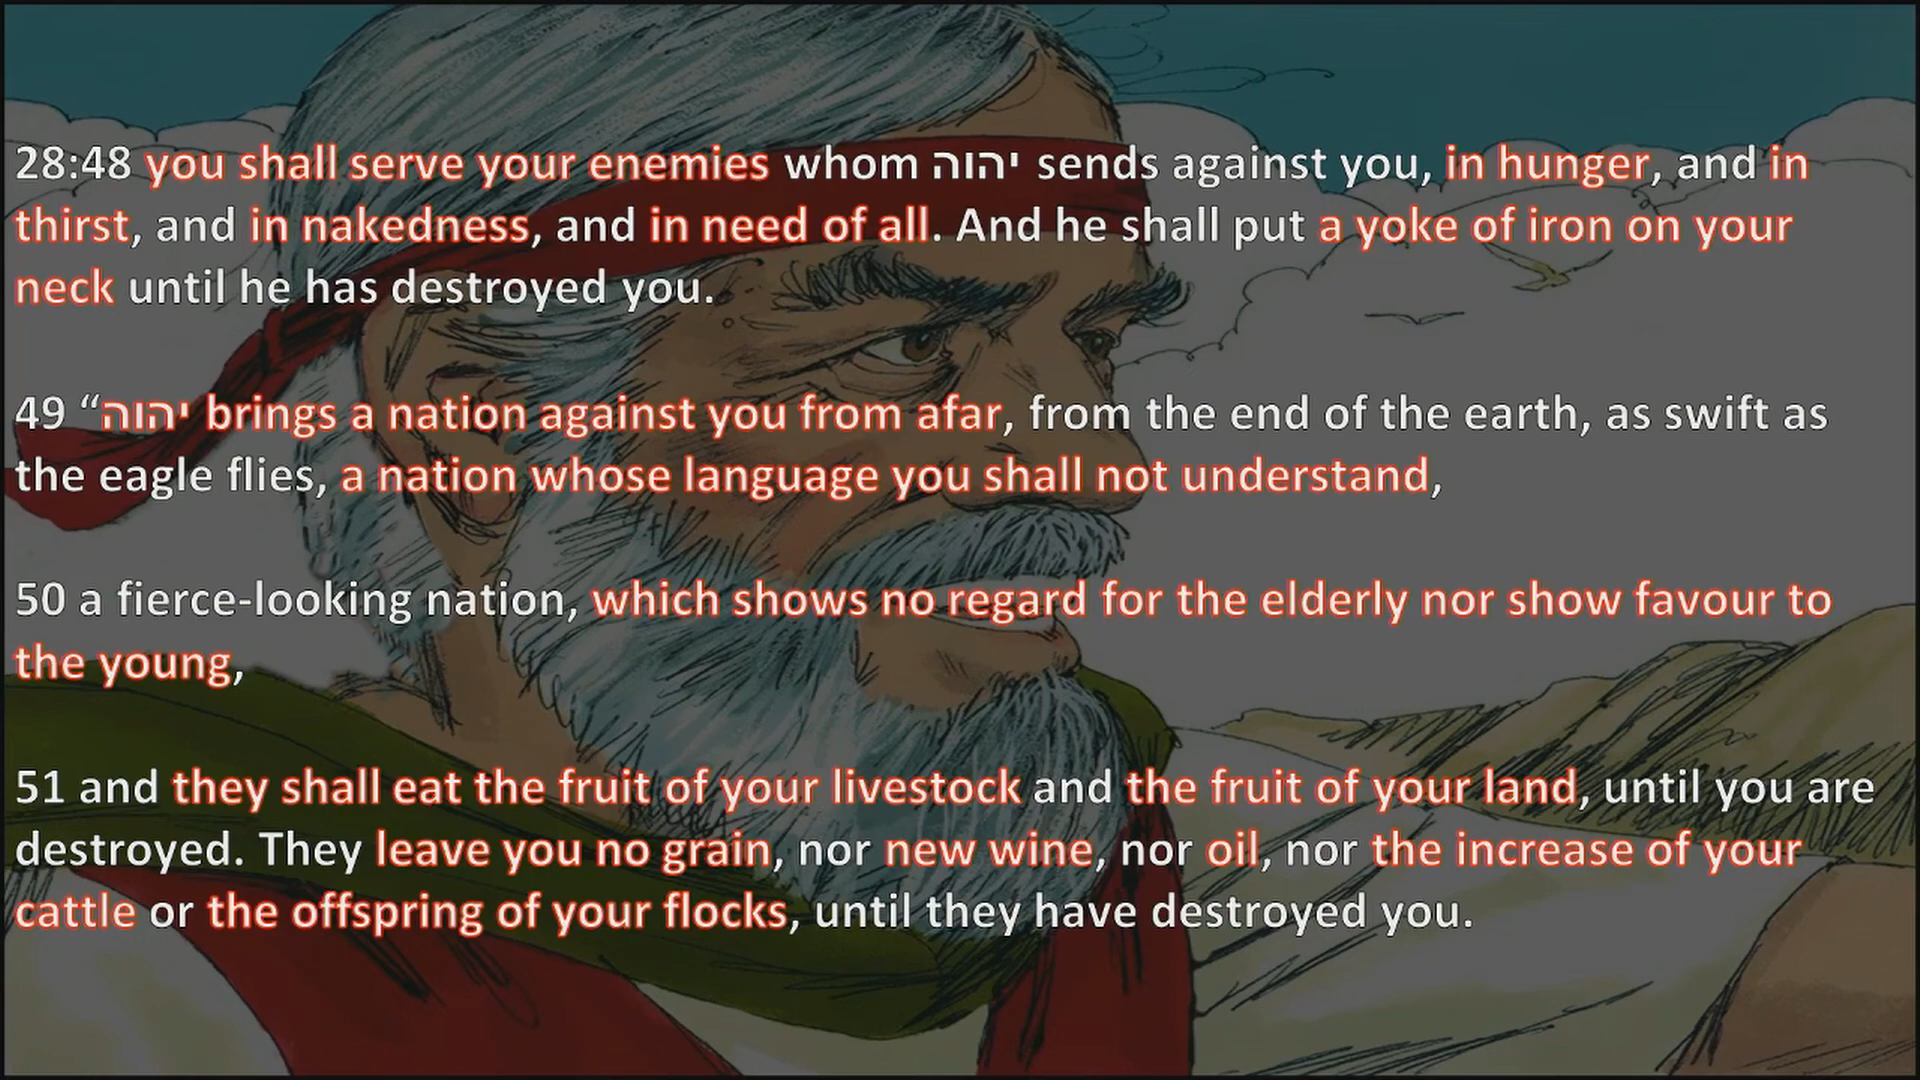 28:48 you shall serve your enemies whom יהוה sends against you, in hunger, and in
thirst, and in nakedness, and in need of all. And he shall put a yoke of iron on your
neck until he has destroyed you.
49 “יהוה brings a nation against you from afar, from the end of the earth, as swift as
the eagle flies, a nation whose language you shall not understand,
50 a fierce-looking nation, which shows no regard for the elderly nor show favour to
the young,
51 and they shall eat the fruit of your livestock and the fruit of your land, until you are
destroyed. They leave you no grain, nor new wine, nor oil, nor the increase of your
cattle or the offspring of your flocks, until they have destroyed you.